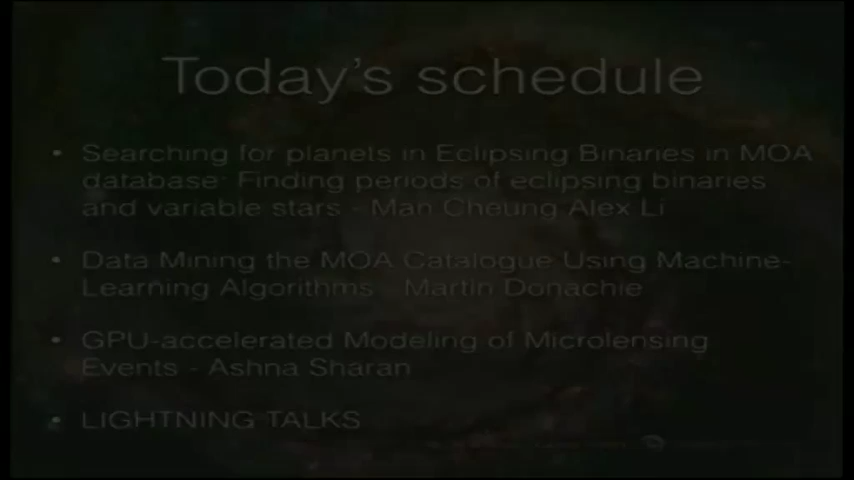 Today's schedule
• Searching for planets in Eclipsing Binaries in MOA
database: Finding periods of eclipsing binaries
and variable stars - Man Cheung Alex Li
• Data Mining the MOA Catalogue Using Machine-
Learning Algorithms - Martin Donachie
• GPU-accelerated Modeling of Microlensing
Events - Ashna Sharan
• LIGHTNING TALKS